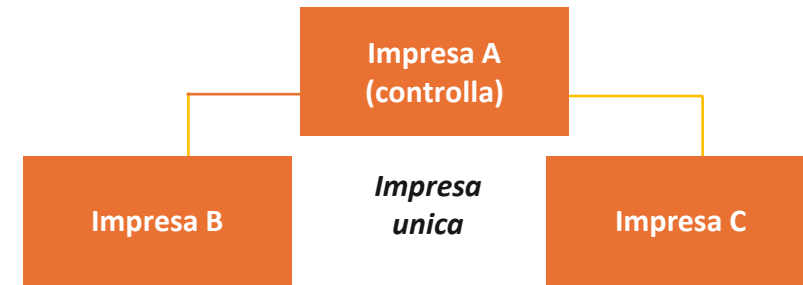 Impresa A
(controlla)
Impresa B
Impresa
unica
Impresa C